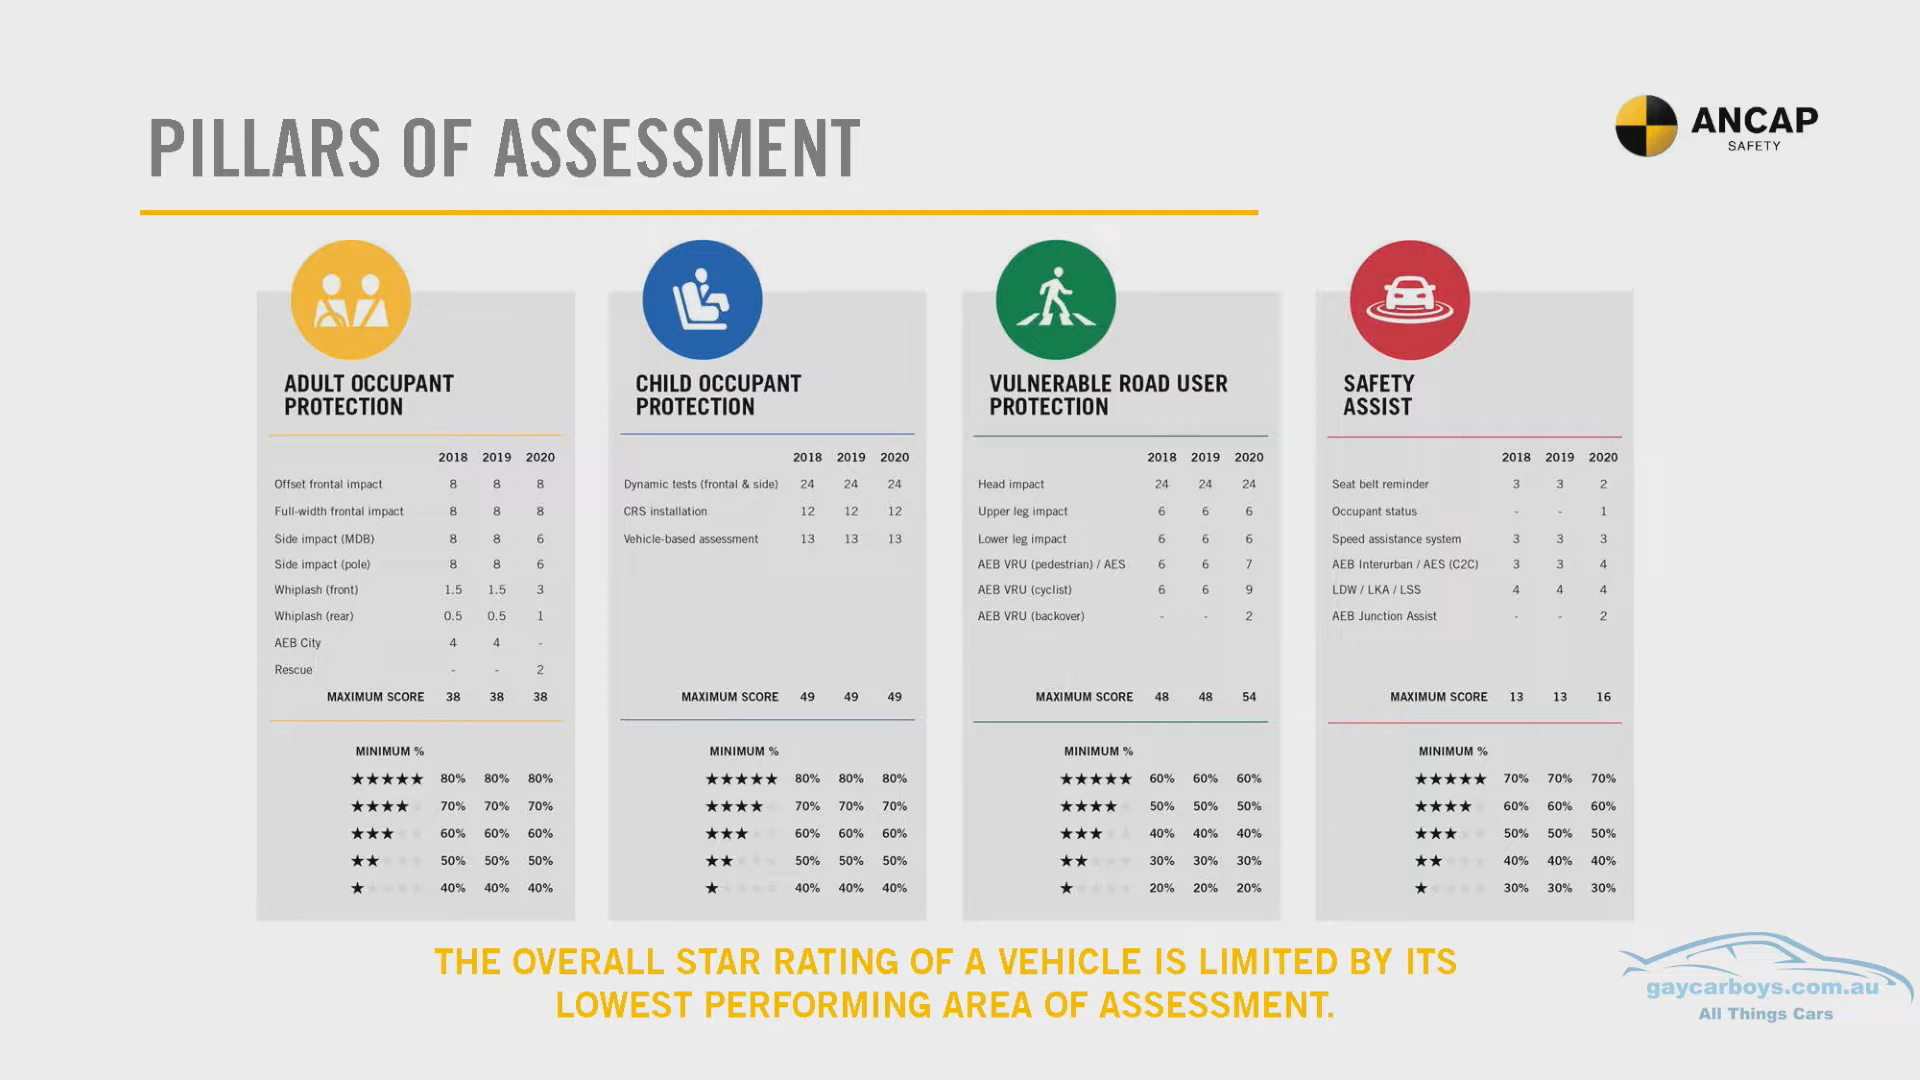 PILLARS OF ASSESSMENT
ANCAP
SAFETY
ADULT OCCUPANT
PROTECTION
2018 2019 2020
Offset frontal impact 8 8 8
Full-width frontal impact 8 8 8
Side impact (MDB) 8 8 6
Side impact (pole) 8 8 6
Whiplash (front) 1.5 1.5 3
Whiplash (rear) 0.5 0.5 1
AEB City 4 4 -
Rescue - - 2
MAXIMUM SCORE 38 38 38
MINIMUM %
★★★★★ 80% 80% 80%
★★★★ 70% 70% 70%
★★★ 60% 60% 60%
★★ 50% 50% 50%
★ 40% 40% 40%
CHILD OCCUPANT
PROTECTION
2018 2019 2020
Dynamic tests (frontal & side) 24 24 24
CRS installation 12 12 12
Vehicle-based assessment 13 13 13
MAXIMUM SCORE 49 49 49
MINIMUM %
★★★★★ 80% 80% 80%
★★★★ 70% 70% 70%
★★★ 60% 60% 60%
★★ 50% 50% 50%
★ 40% 40% 40%
VULNERABLE ROAD USER
PROTECTION
2018 2019 2020
Head impact 24 24 24
Upper leg impact 6 6 6
Lower leg impact 6 6 6
AEB VRU (pedestrian) / AES 6 6 7
AEB VRU (cyclist) 6 6 9
AEB VRU (backover) - - 2
MAXIMUM SCORE 48 48 54
MINIMUM %
★★★★★ 60% 60% 60%
★★★★ 50% 50% 50%
★★★ 40% 40% 40%
★★ 30% 30% 30%
★ 20% 20% 20%
SAFETY
ASSIST
2018 2019 2020
Seat belt reminder 3 3 2
Occupant status - - 1
Speed assistance system 3 3 3
AEB Interurban / AES (C2C) 3 3 4
LDW / LKA / LSS 4 4 4
AEB Junction Assist - - 2
MAXIMUM SCORE 13 13 16
MINIMUM %
★★★★★ 70% 70% 70%
★★★★ 60% 60% 60%
★★★ 50% 50% 50%
★★ 40% 40% 40%
★ 30% 30% 30%
THE OVERALL STAR RATING OF A VEHICLE IS LIMITED BY ITS
LOWEST PERFORMING AREA OF ASSESSMENT.
gaycarboys.com.au
All Things Cars